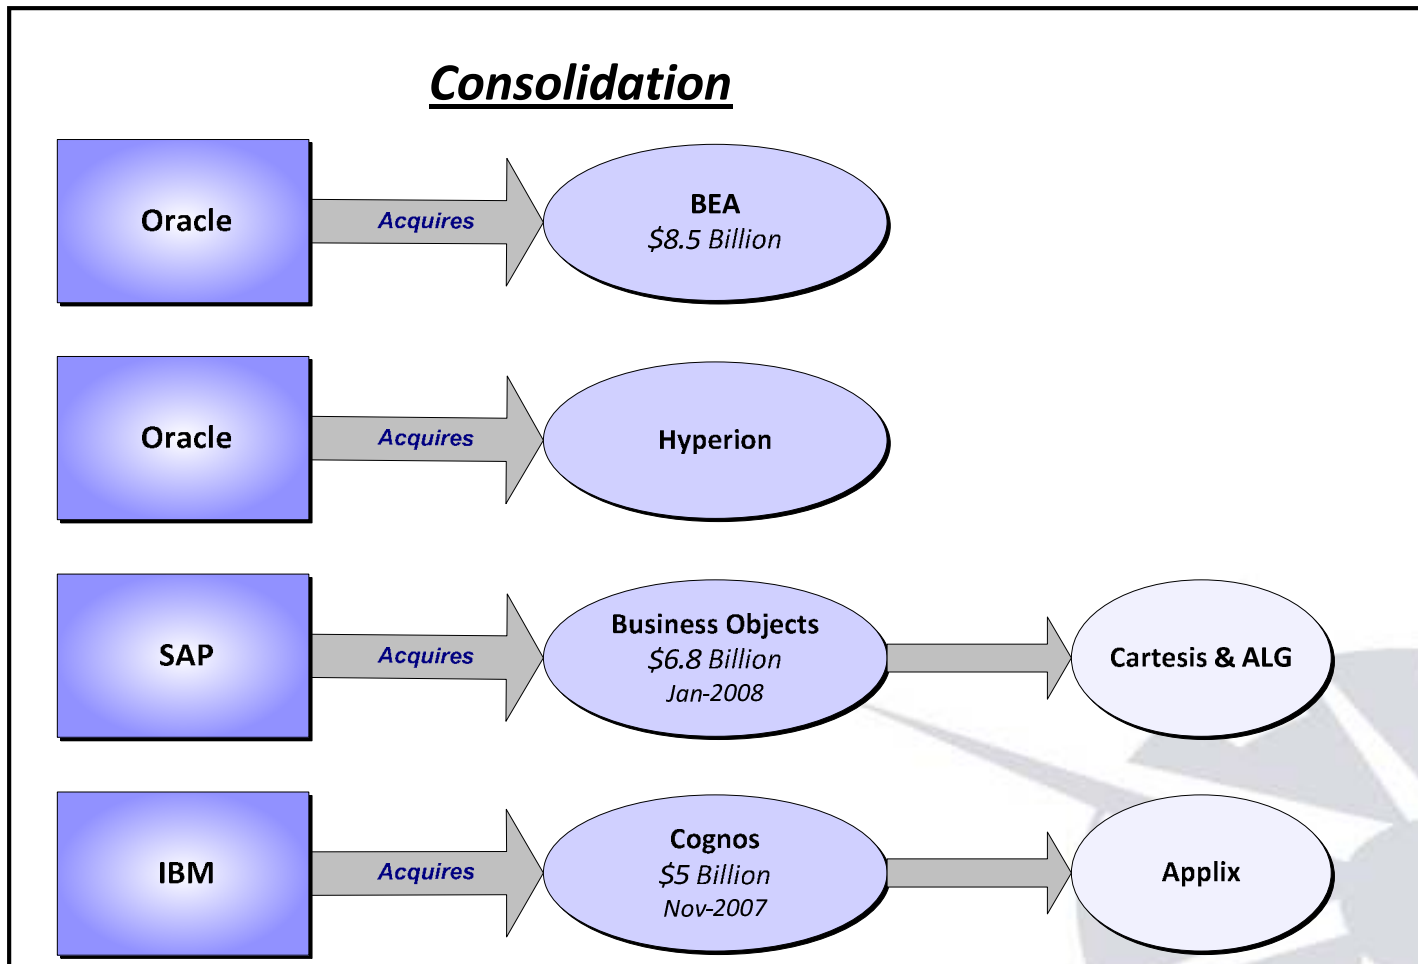 Consolidation
Oracle
Acquires
BEA
$8.5 Billion
Oracle
Acquires
Hyperion
SAP
Acquires
Business Objects
$6.8 Billion
Jan-2008
Cartesis & ALG
IBM
Acquires
Cognos
$5 Billion
Nov-2007
Applix